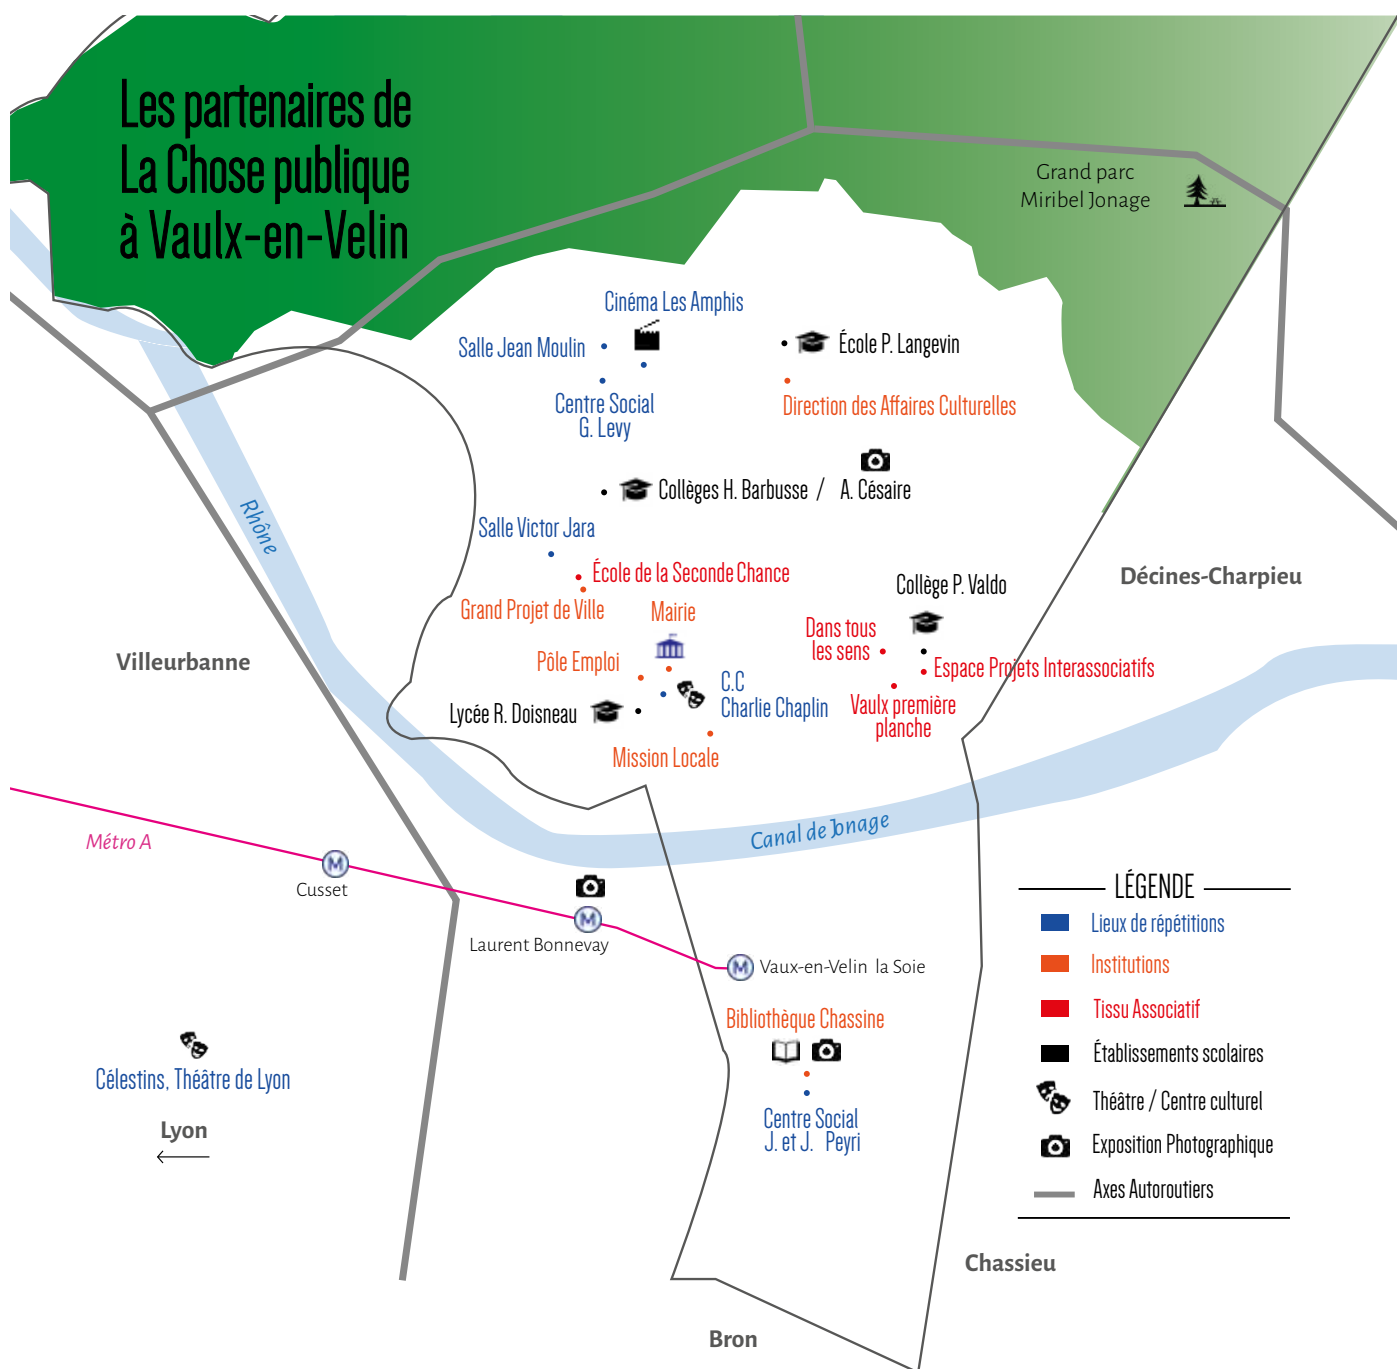 Les partenaires de
La Chose publique
à Vaulx-en-Velin
Grand parc
Miribel Jonage
Cinéma Les Amphis
Salle Jean Moulin
École P. Langevin
Centre Social
G. Levy
Direction des Affaires Culturelles
Collèges H. Barbusse / A. Césaire
Rhône
Salle Victor Jara
École de la Seconde Chance
Décines-Charpieu
Collège P. Valdo
Grand Projet de Ville
Mairie
Dans tous
les sens
Villeurbanne
Pôle Emploi
Espace Projets Interassociatifs
C.C
Charlie Chaplin
Lycée R. Doisneau
Vaulx première
planche
Mission Locale
Canal de Jonage
Métro A
M
Cusset
M
Laurent Bonnevay
M
Vaux-en-Velin la Soie
Bibliothèque Chassine
Centre Social
J. et J. Peyri
Célestins, Théâtre de Lyon
Lyon
LÉGENDE
Lieux de répétitions
Institutions
Tissu Associatif
Établissements scolaires
Théâtre / Centre culturel
Exposition Photographique
Axes Autoroutiers
Chassieu
Bron